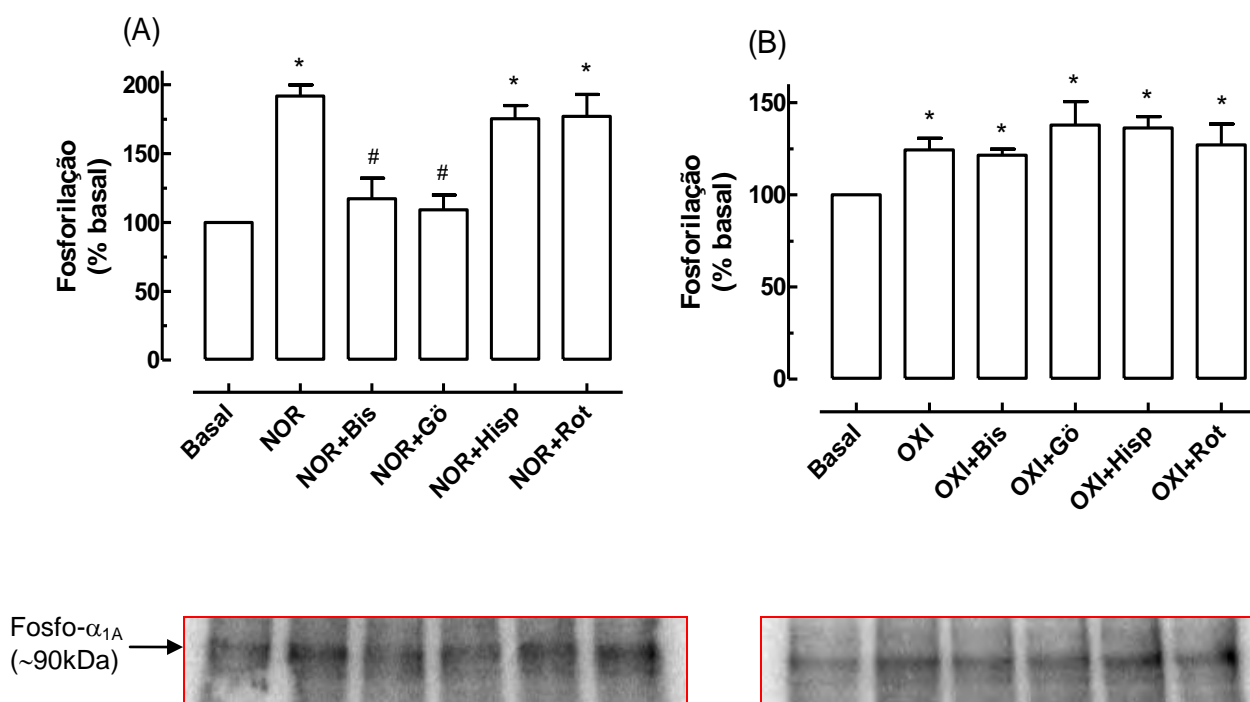 (A)
Fosforilação
(% basal)
200
150
100
50
0
*
#
#
*
*
Basal
NOR
NOR+Bis
NOR+Gö
NOR+Hisp
NOR+Rot
(B)
Fosforilação
(% basal)
150
100
50
0
*
*
*
*
*
Basal
OXI
OXI+Bis
OXI+Gö
OXI+Hisp
OXI+Rot
Fosfo-α1A
(~90kDa)